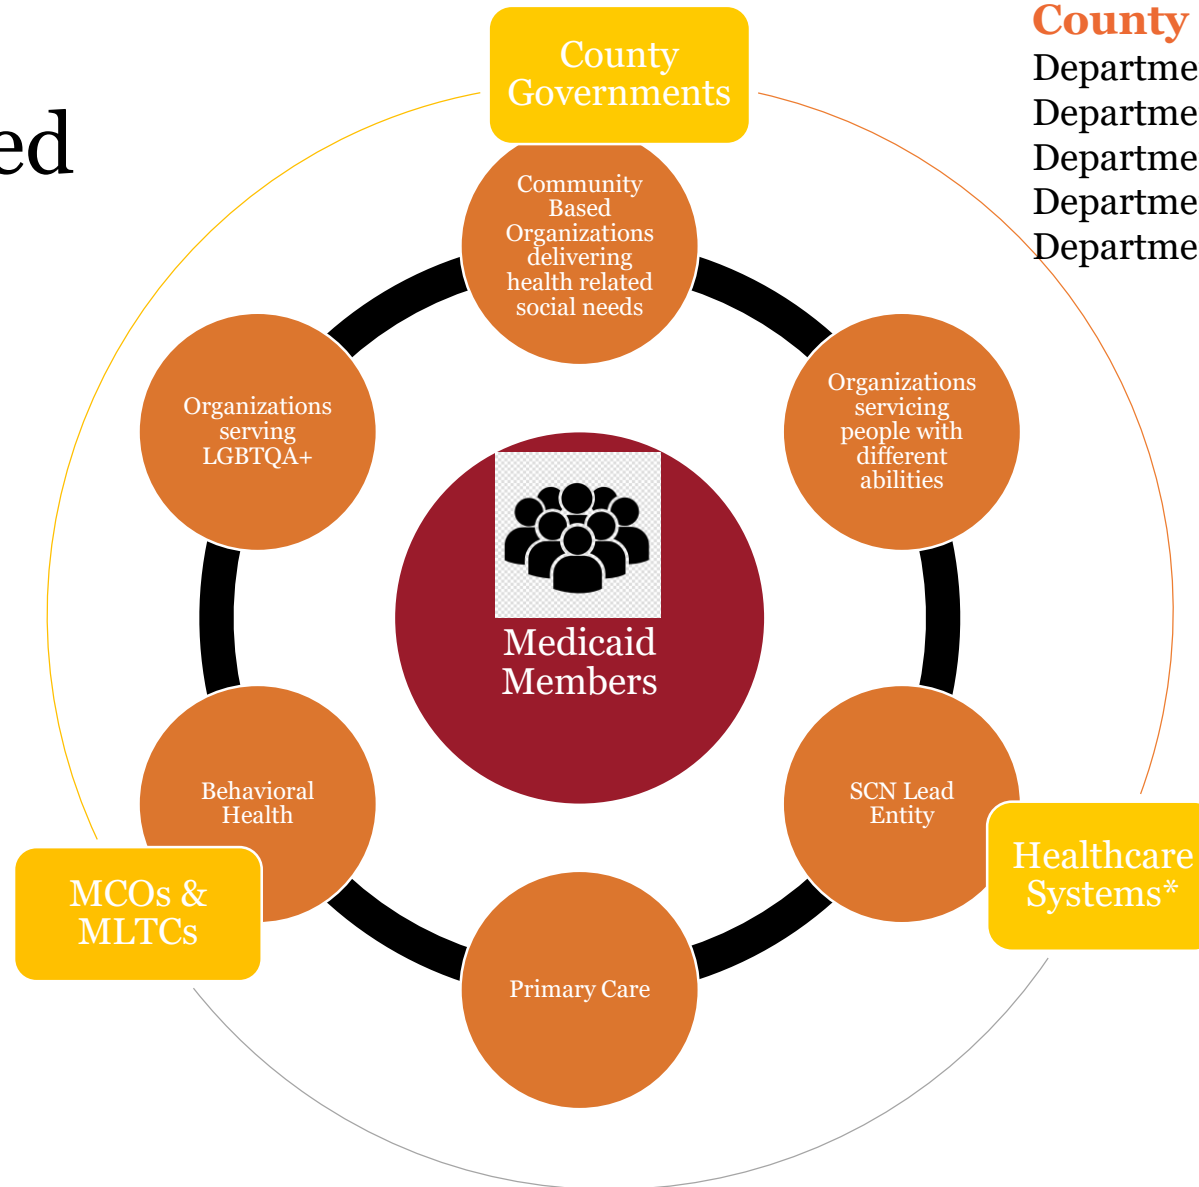 ed
County
Departme
Departme
Departme
Departme
Departme
County
Governments
Community
Based
Organizations
delivering
health related
social needs
Organizations
serving
LGBTQA+
Organizations
servicing
people with
different
abilities
Medicaid
Members
Behavioral
Health
SCN Lead
Entity
MCOs &
MLTCs
Healthcare
Systems*
Primary Care